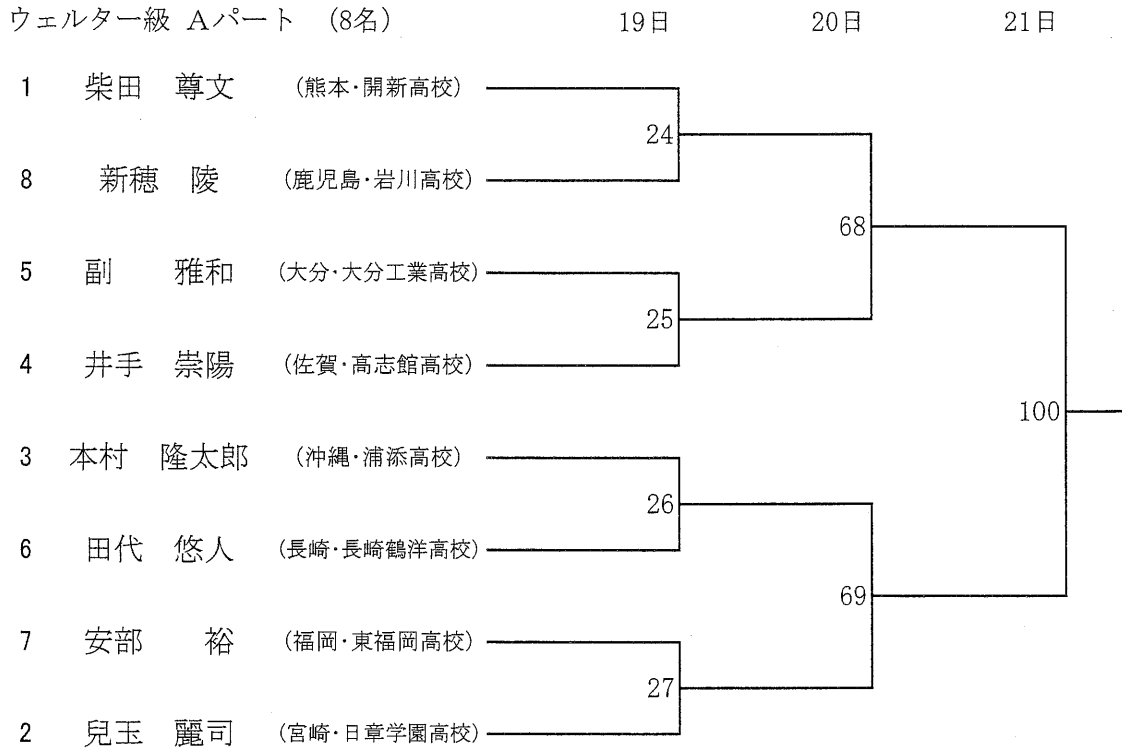 ウェルター級 Aパート （8名） 19日 20日 21日
1 柴田 尊文 （熊本・開新高校）
24
8 新穂 陵 （鹿児島・岩川高校）
68
5 副 雅和 （大分・大分工業高校）
25
4 井手 崇陽 （佐賀・高志館高校）
100
3 本村 隆太郎 （沖縄・浦添高校）
26
6 田代 悠人 （長崎・長崎鶴洋高校）
69
7 安部 裕 （福岡・東福岡高校）
27
2 兒玉 麗司 （宮崎・日章学園高校）